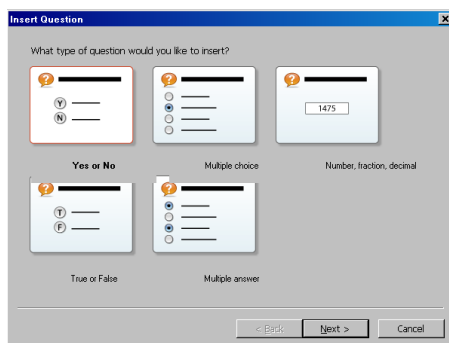 Insert Question
What type of question would you like to insert?
? ? ?
Y
N
1475
Yes or No Multiple choice Number, fraction, decimal
? ?
T
F
True or False Multiple answer
< Back Next > Cancel